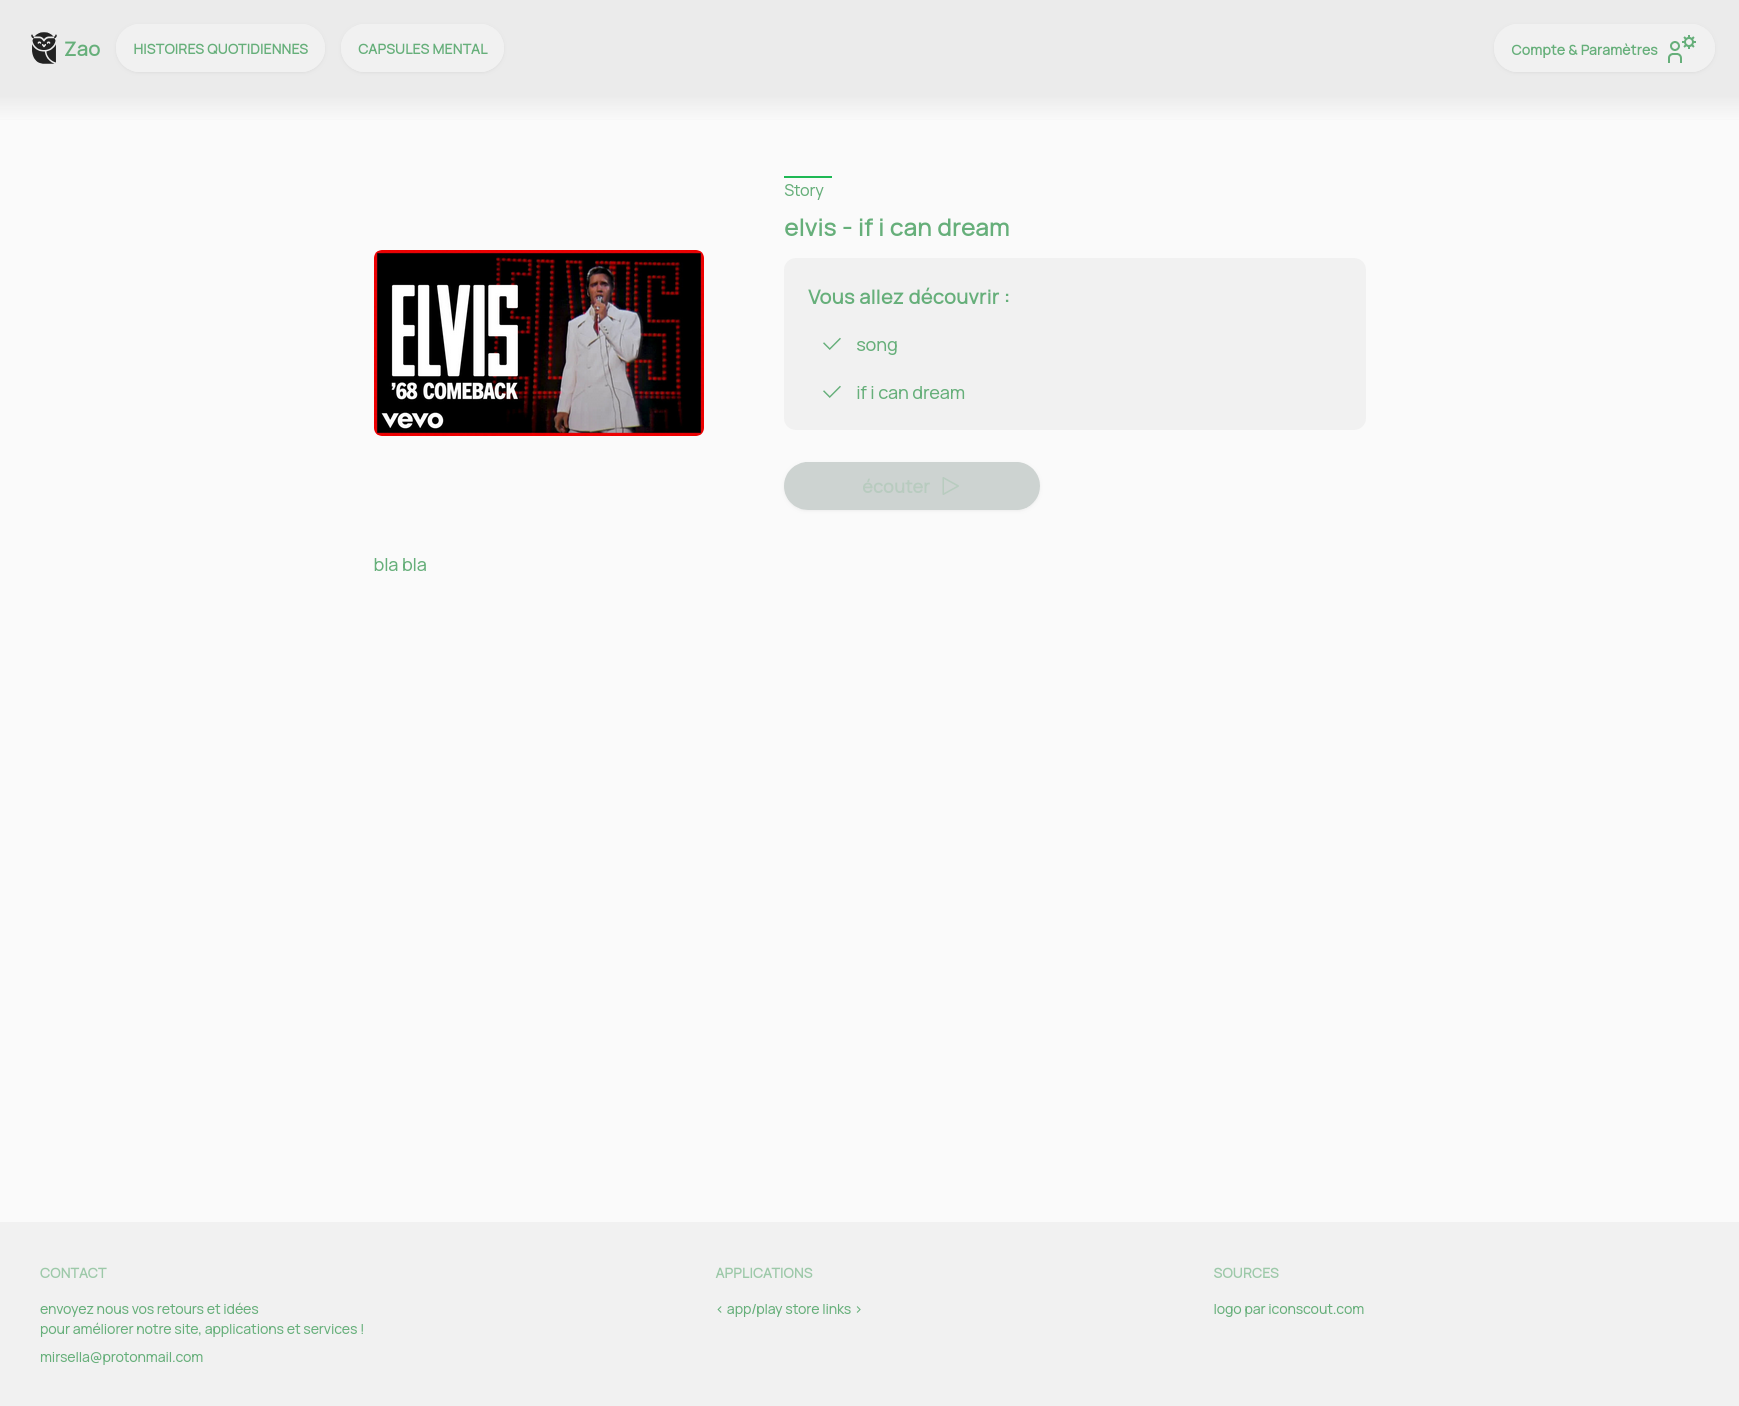 Zao
HISTOIRES QUOTIDIENNES
CAPSULES MENTAL
Compte & Paramètres
Story
elvis - if i can dream
ELVIS
'68 COMEBACK
vevo
ELVIS
Vous allez découvrir :
song
if i can dream
écouter
bla bla
CONTACT
envoyez nous vos retours et idées
pour améliorer notre site, applications et services !
mirsella@protonmail.com
APPLICATIONS
< app/play store links >
SOURCES
logo par iconscout.com